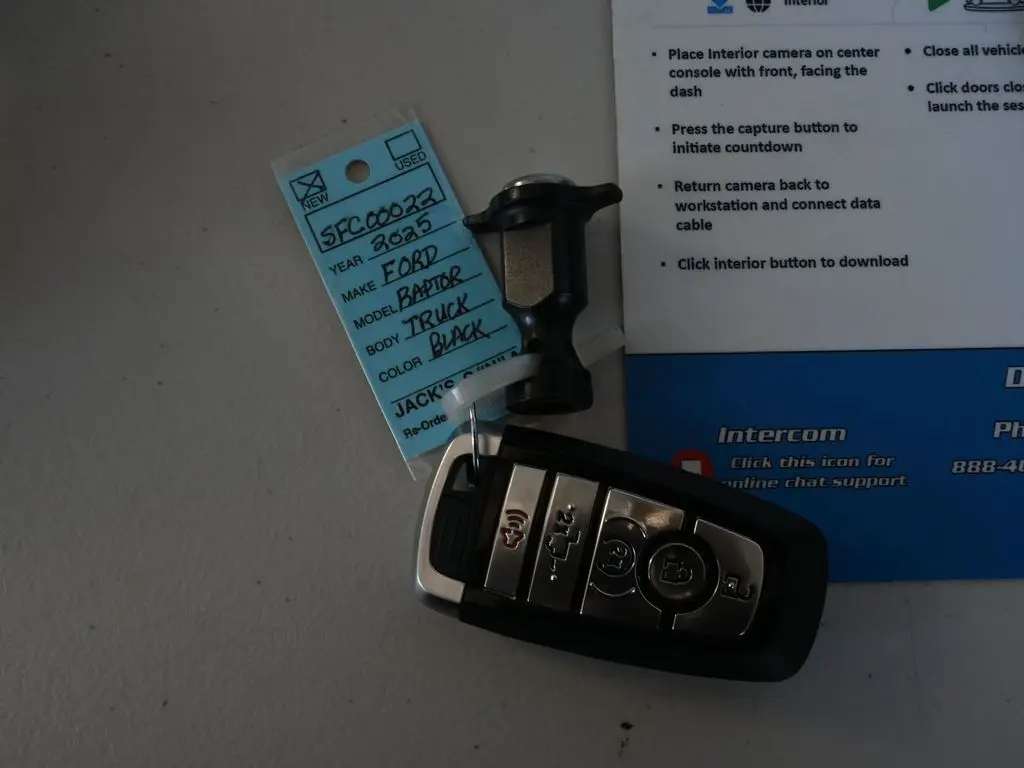 NEW
USED
SFC00022
YEAR 2025
MAKE FORD
MODEL RAPTOR
BODY TRUCK
COLOR BLACK
JACK'S
Re-Orde
Interior
▪ Place Interior camera on center
console with front, facing the
dash
▪ Press the capture button to
initiate countdown
▪ Return camera back to
workstation and connect data
cable
▪ Click interior button to download
• Close all vehicle
• Click doors clos
launch the ses
Intercom
Click this icon for
online chat support
D
Ph
888-4